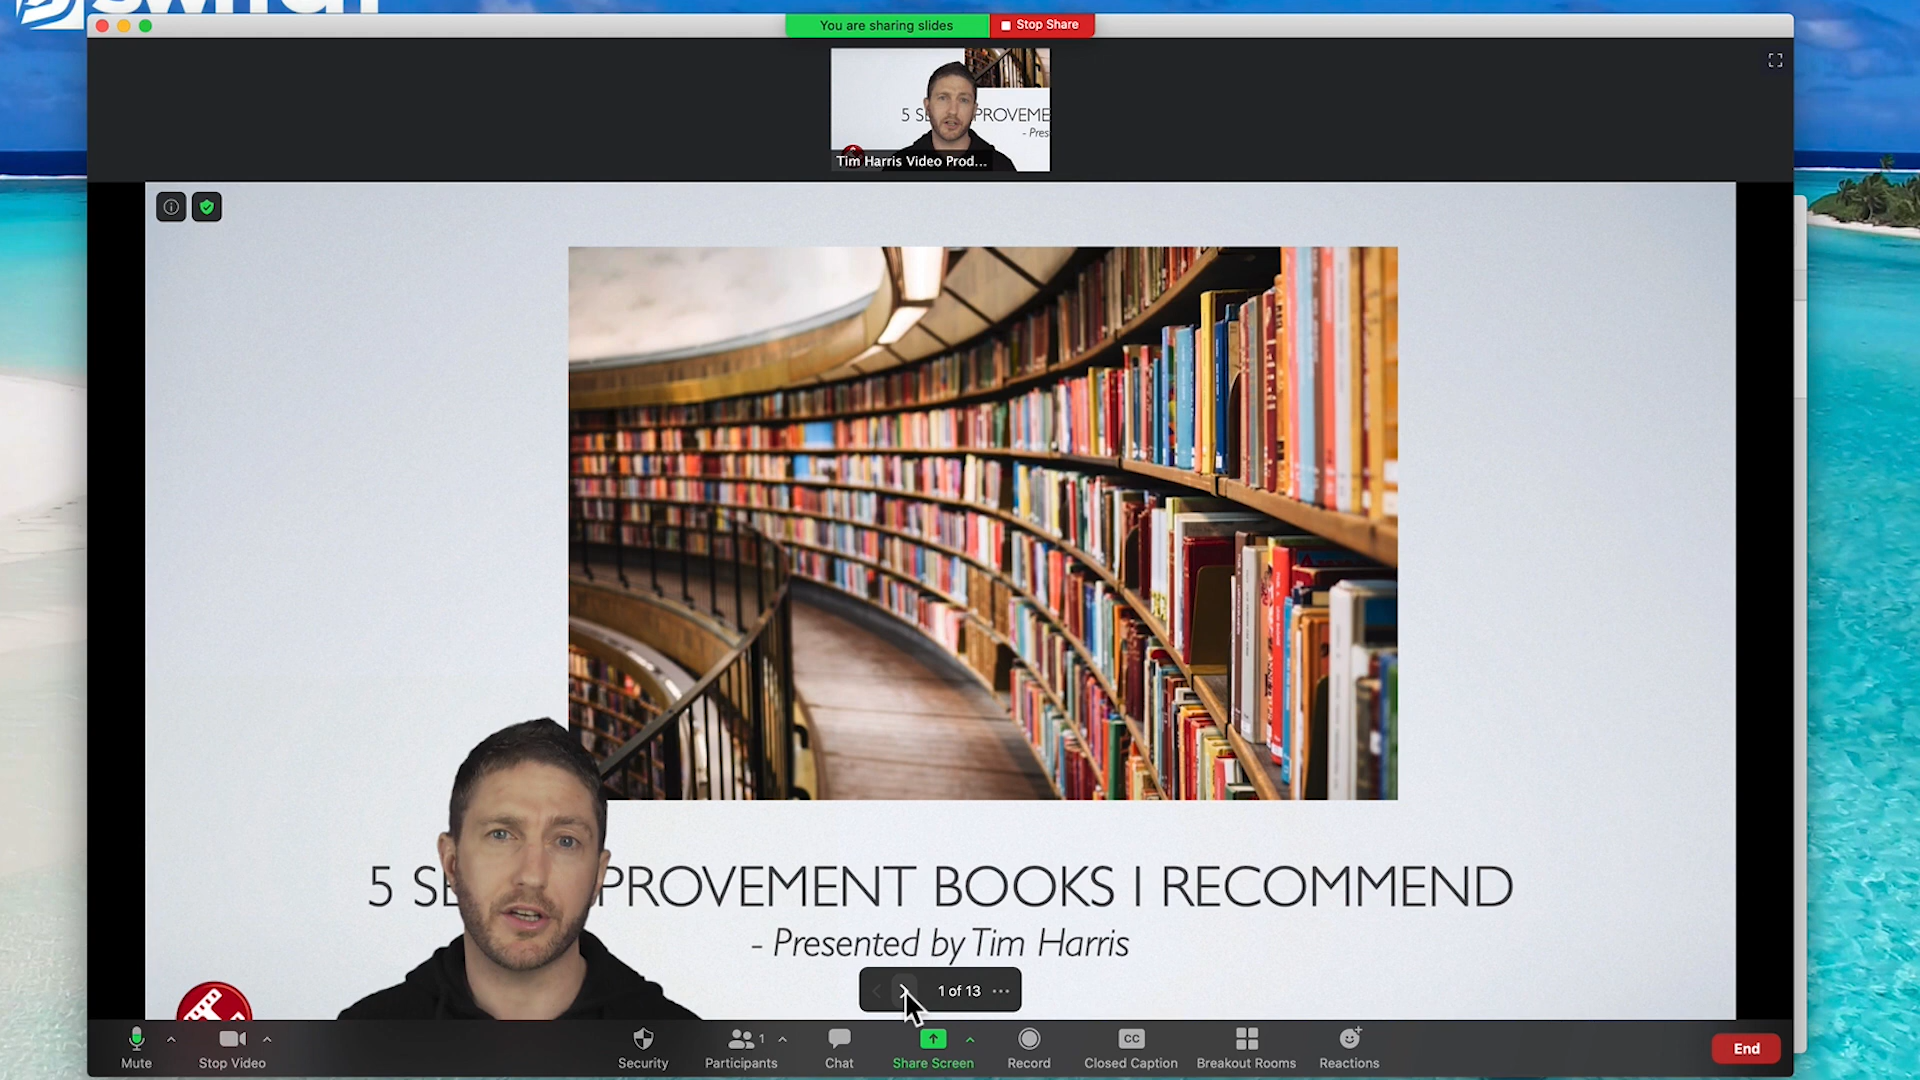 You are sharing slides
Stop Share
5 SE PROVEME
- Pres
Tim Harris Video Prod...
5 SE PROVEMENT BOOKS I RECOMMEND
- Presented by Tim Harris
1 of 13
Mute
Stop Video
Security
1
Participants
Chat
Share Screen
Record
CC
Closed Caption
Breakout Rooms
Reactions
End